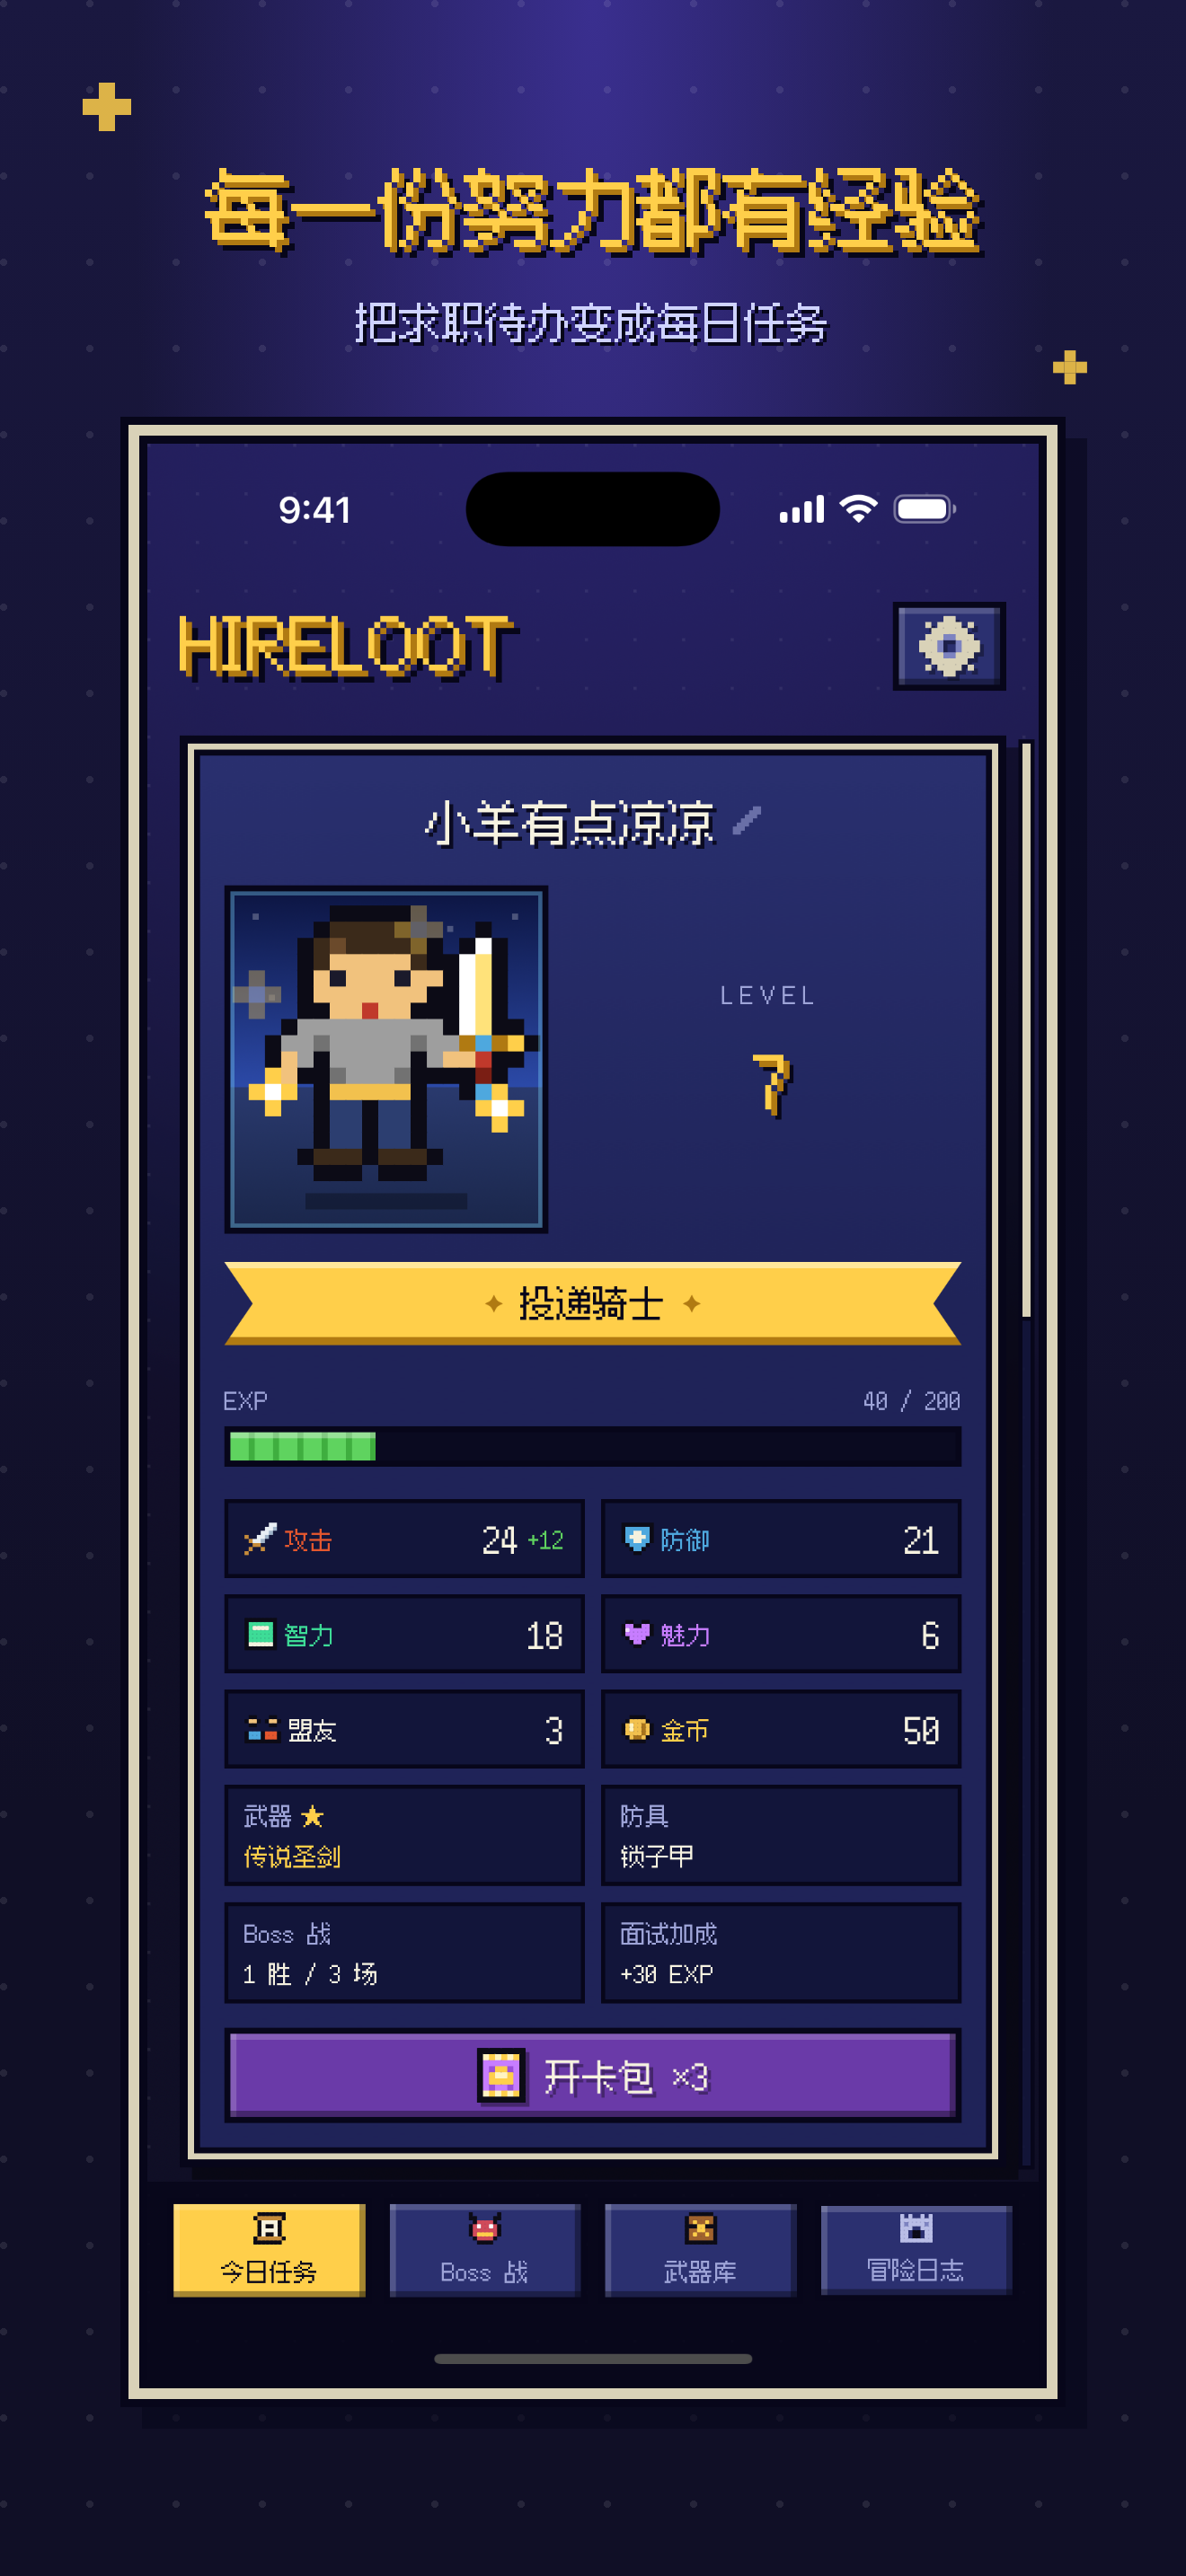 每一份努力都有经验
把求职待办变成每日任务
9:41
HIRELOOT
小羊有点凉凉
LEVEL
7
投递骑士
EXP 40 / 200
攻击 24 +12 防御 21
智力 18 魅力 6
盟友 3 金币 50
武器 ★ 防具
传说圣剑 锁子甲
Boss 战 面试加成
1 胜 / 3 场 +30 EXP
开卡包 ×3
今日任务 Boss 战 武器库 冒险日志